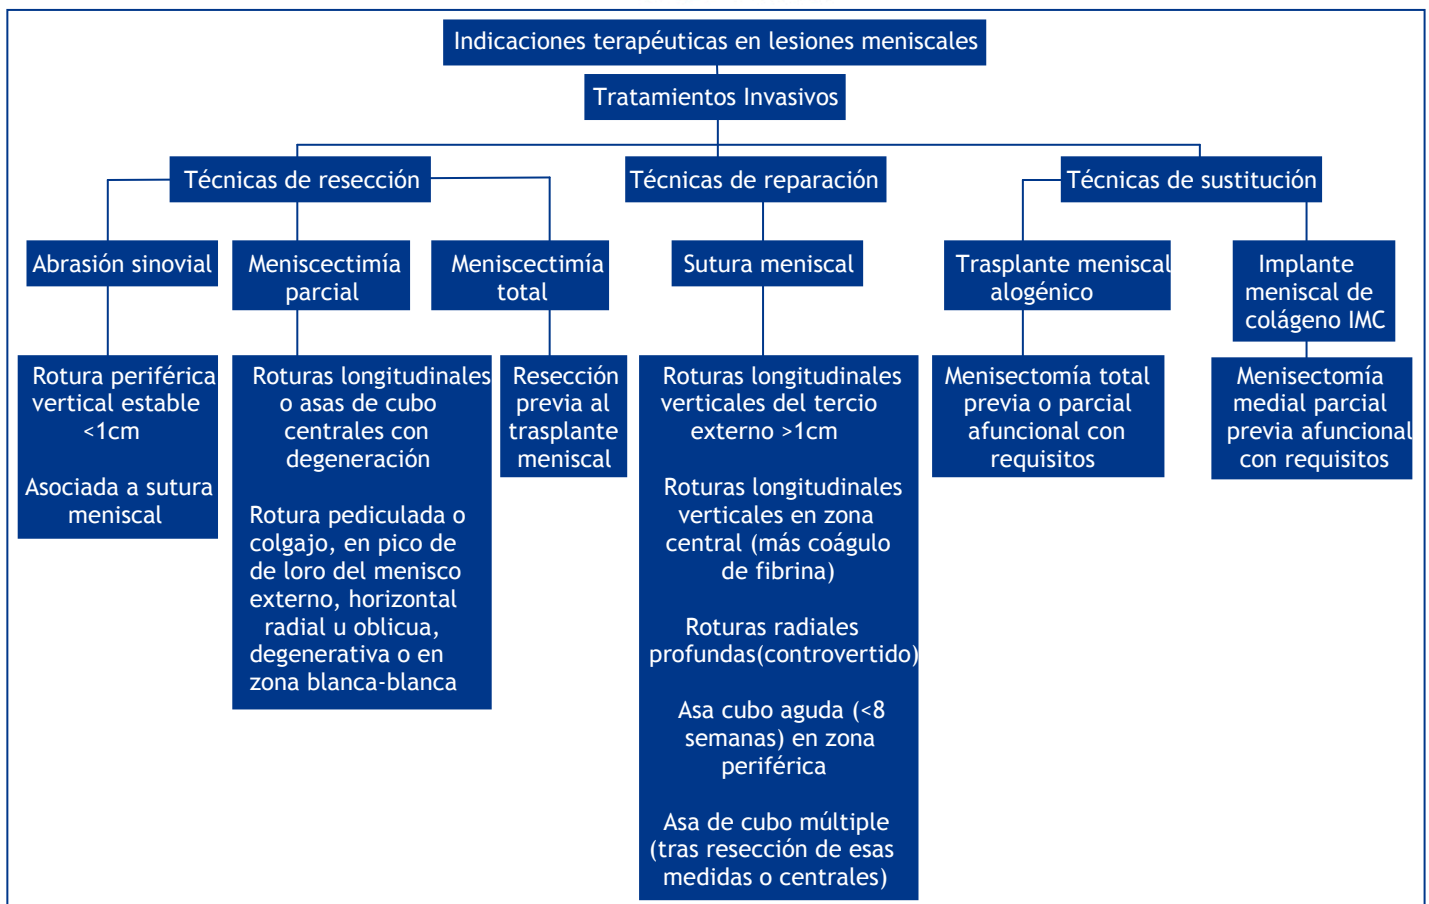 Indicaciones terapéuticas en lesiones meniscales
Tratamientos Invasivos
Técnicas de resección
Técnicas de reparación
Técnicas de sustitución
Abrasión sinovial
Meniscectimía
parcial
Meniscectimía
total
Sutura meniscal
Trasplante meniscal
alogénico
Implante
meniscal de
colágeno IMC
Rotura periférica
vertical estable
<1cm
Asociada a sutura
meniscal
Roturas longitudinales
o asas de cubo
centrales con
degeneración
Rotura pediculada o
colgajo, en pico de
de loro del menisco
externo, horizontal
radial u oblicua,
degenerativa o en
zona blanca-blanca
Resección
previa al
trasplante
meniscal
Roturas longitudinales
verticales del tercio
externo >1cm
Roturas longitudinales
verticales en zona
central (más coágulo
de fibrina)
Roturas radiales
profundas(controvertido)
Asa cubo aguda (<8
semanas) en zona
periférica
Asa de cubo múltiple
(tras resección de esas
medidas o centrales)
Menisectomía total
previa o parcial
afuncional con
requisitos
Menisectomía
medial parcial
previa afuncional
con requisitos